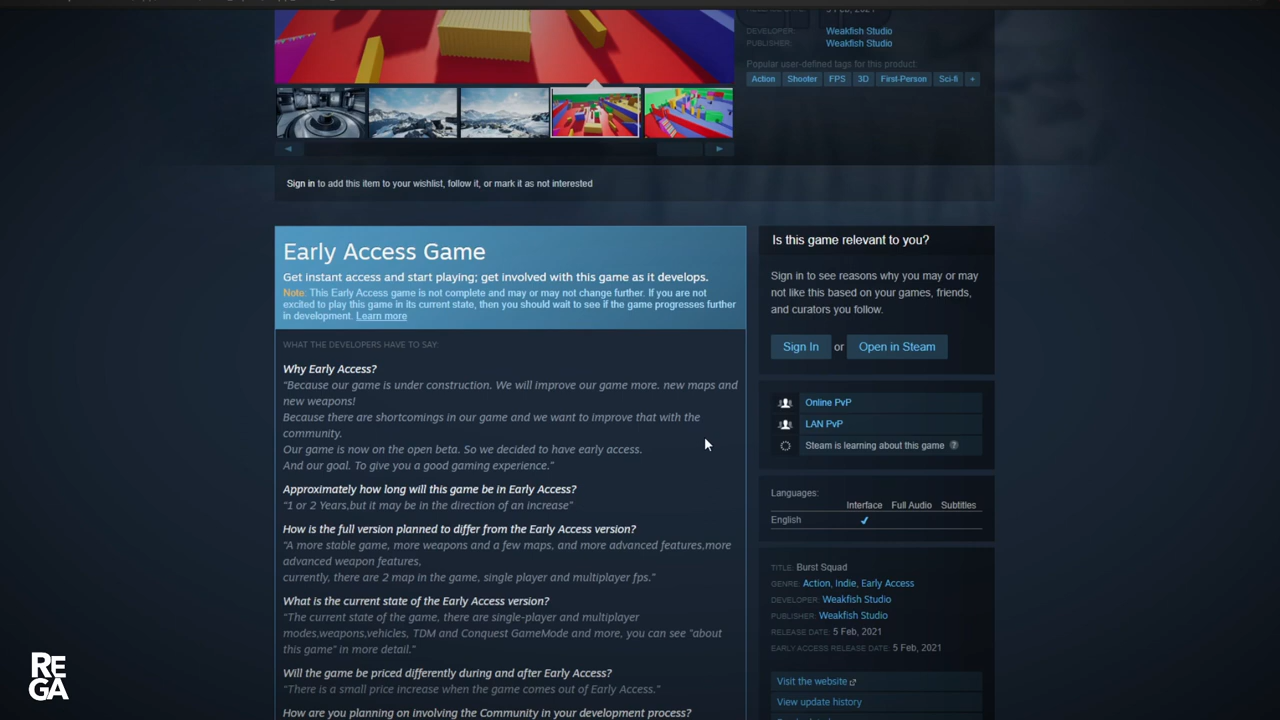 5 Feb, 2021
DEVELOPER: Weakfish Studio
PUBLISHER: Weakfish Studio
Popular user-defined tags for this product:
Action Shooter FPS 3D First-Person Sci-fi +
Sign in to add this item to your wishlist, follow it, or mark it as not interested
Early Access Game
Get instant access and start playing; get involved with this game as it develops.
Note: This Early Access game is not complete and may or may not change further. If you are not
excited to play this game in its current state, then you should wait to see if the game progresses further
in development. Learn more
WHAT THE DEVELOPERS HAVE TO SAY:
Why Early Access?
“Because our game is under construction. We will improve our game more. new maps and
new weapons!
Because there are shortcomings in our game and we want to improve that with the
community.
Our game is now on the open beta. So we decided to have early access.
And our goal. To give you a good gaming experience.”
Approximately how long will this game be in Early Access?
“1 or 2 Years,but it may be in the direction of an increase”
How is the full version planned to differ from the Early Access version?
“A more stable game, more weapons and a few maps, and more advanced features,more
advanced weapon features,
currently, there are 2 map in the game, single player and multiplayer fps.”
What is the current state of the Early Access version?
“The current state of the game, there are single-player and multiplayer
modes,weapons,vehicles, TDM and Conquest GameMode and more, you can see "about
this game" in more detail.”
Will the game be priced differently during and after Early Access?
“There is a small price increase when the game comes out of Early Access.”
How are you planning on involving the Community in your development process?
Is this game relevant to you?
Sign in to see reasons why you may or may
not like this based on your games, friends,
and curators you follow.
Sign In or Open in Steam
Online PvP
LAN PvP
Steam is learning about this game ?
Languages:
Interface Full Audio Subtitles
English ✔
TITLE: Burst Squad
GENRE: Action, Indie, Early Access
DEVELOPER: Weakfish Studio
PUBLISHER: Weakfish Studio
RELEASE DATE: 5 Feb, 2021
EARLY ACCESS RELEASE DATE: 5 Feb, 2021
Visit the website
View update history
RE
GA